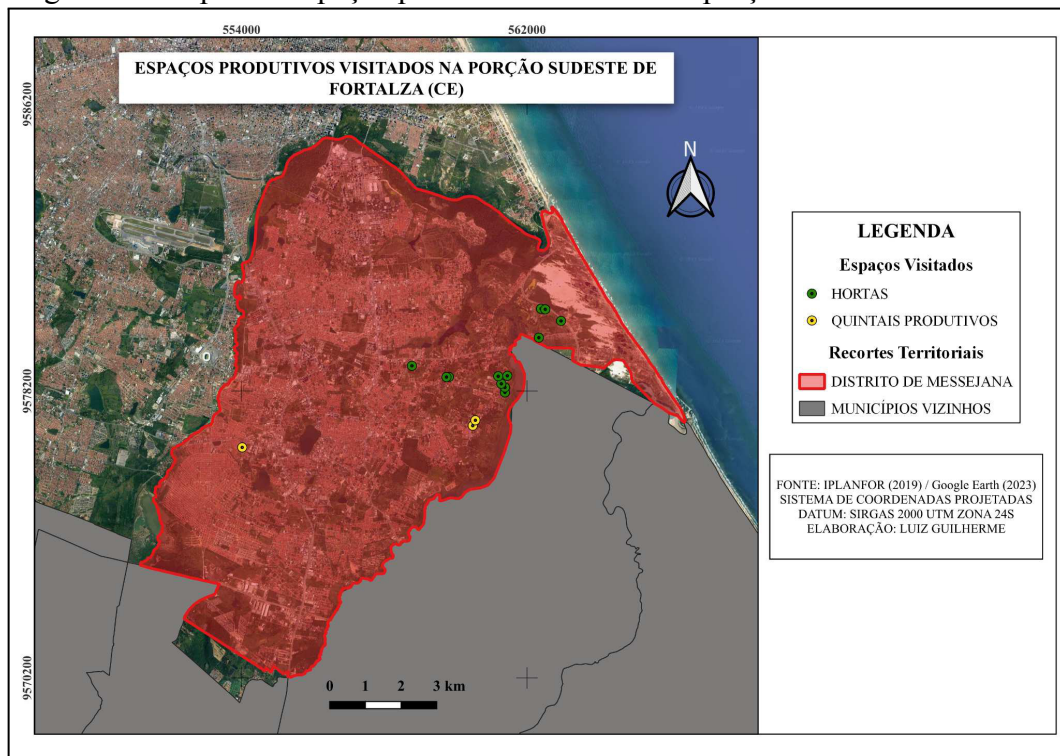 554000
562000
ESPAÇOS PRODUTIVOS VISITADOS NA PORÇÃO SUDESTE DE
FORTALZA (CE)
9586200
N
LEGENDA
Espaços Visitados
HORTAS
QUINTAIS PRODUTIVOS
Recortes Territoriais
DISTRITO DE MESSEJANA
MUNICÍPIOS VIZINHOS
9578200
FONTE: IPLANFOR (2019) / Google Earth (2023)
SISTEMA DE COORDENADAS PROJETADAS
DATUM: SIRGAS 2000 UTM ZONA 24S
ELABORAÇÃO: LUIZ GUILHERME
9570200
0 1 2 3 km